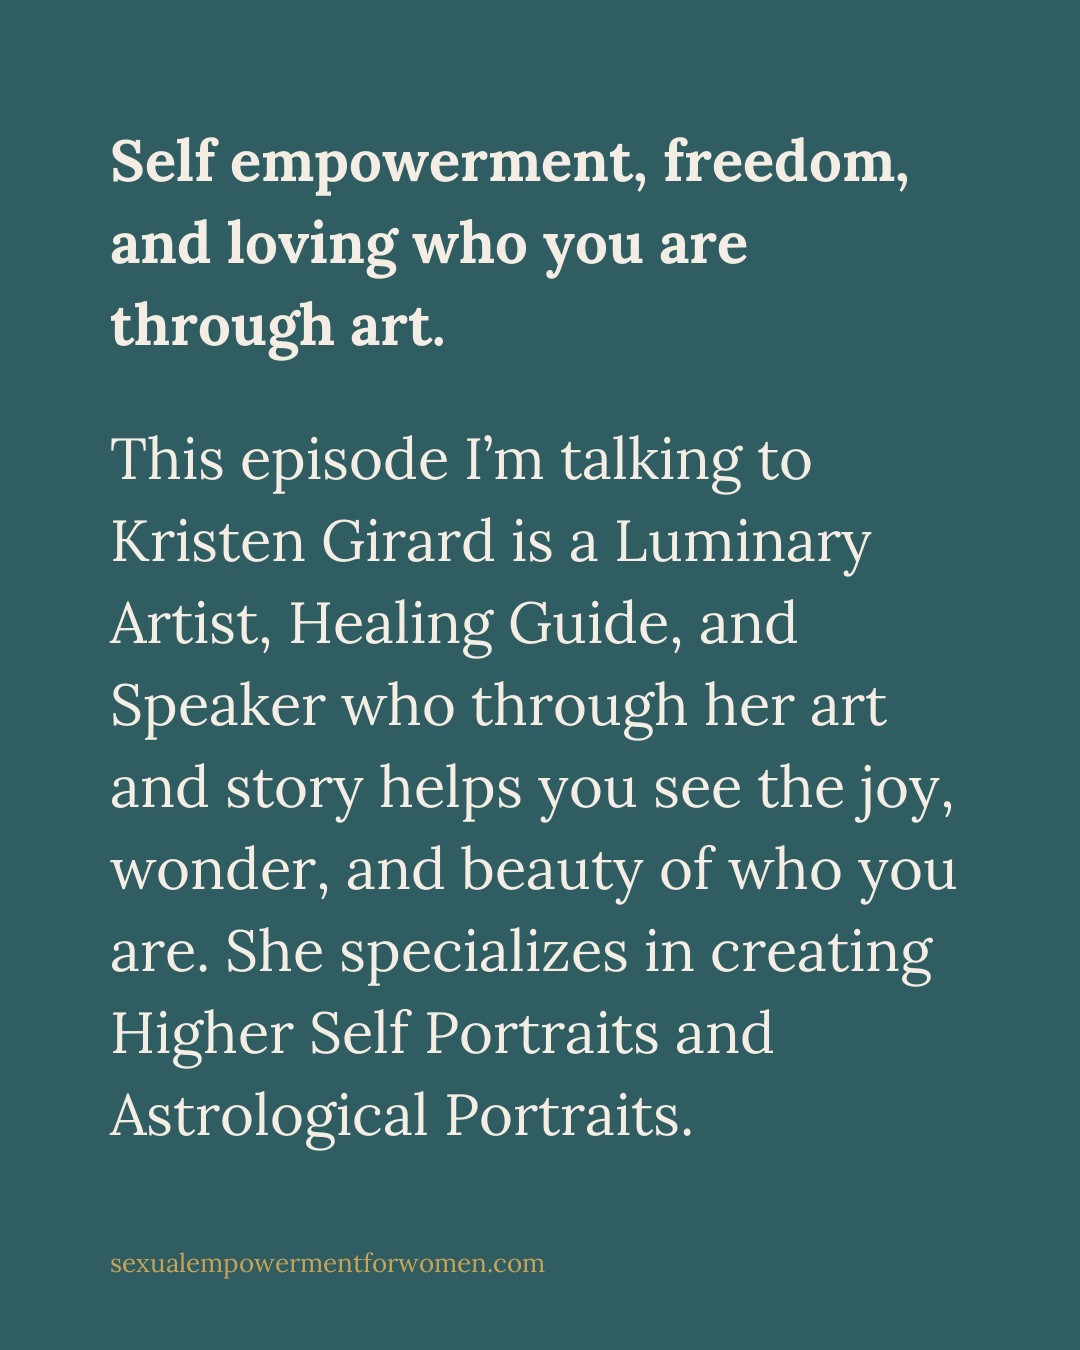 Self empowerment, freedom,
and loving who you are
through art.
This episode I’m talking to
Kristen Girard is a Luminary
Artist, Healing Guide, and
Speaker who through her art
and story helps you see the joy,
wonder, and beauty of who you
are. She specializes in creating
Higher Self Portraits and
Astrological Portraits.
sexualempowermentforwomen.com